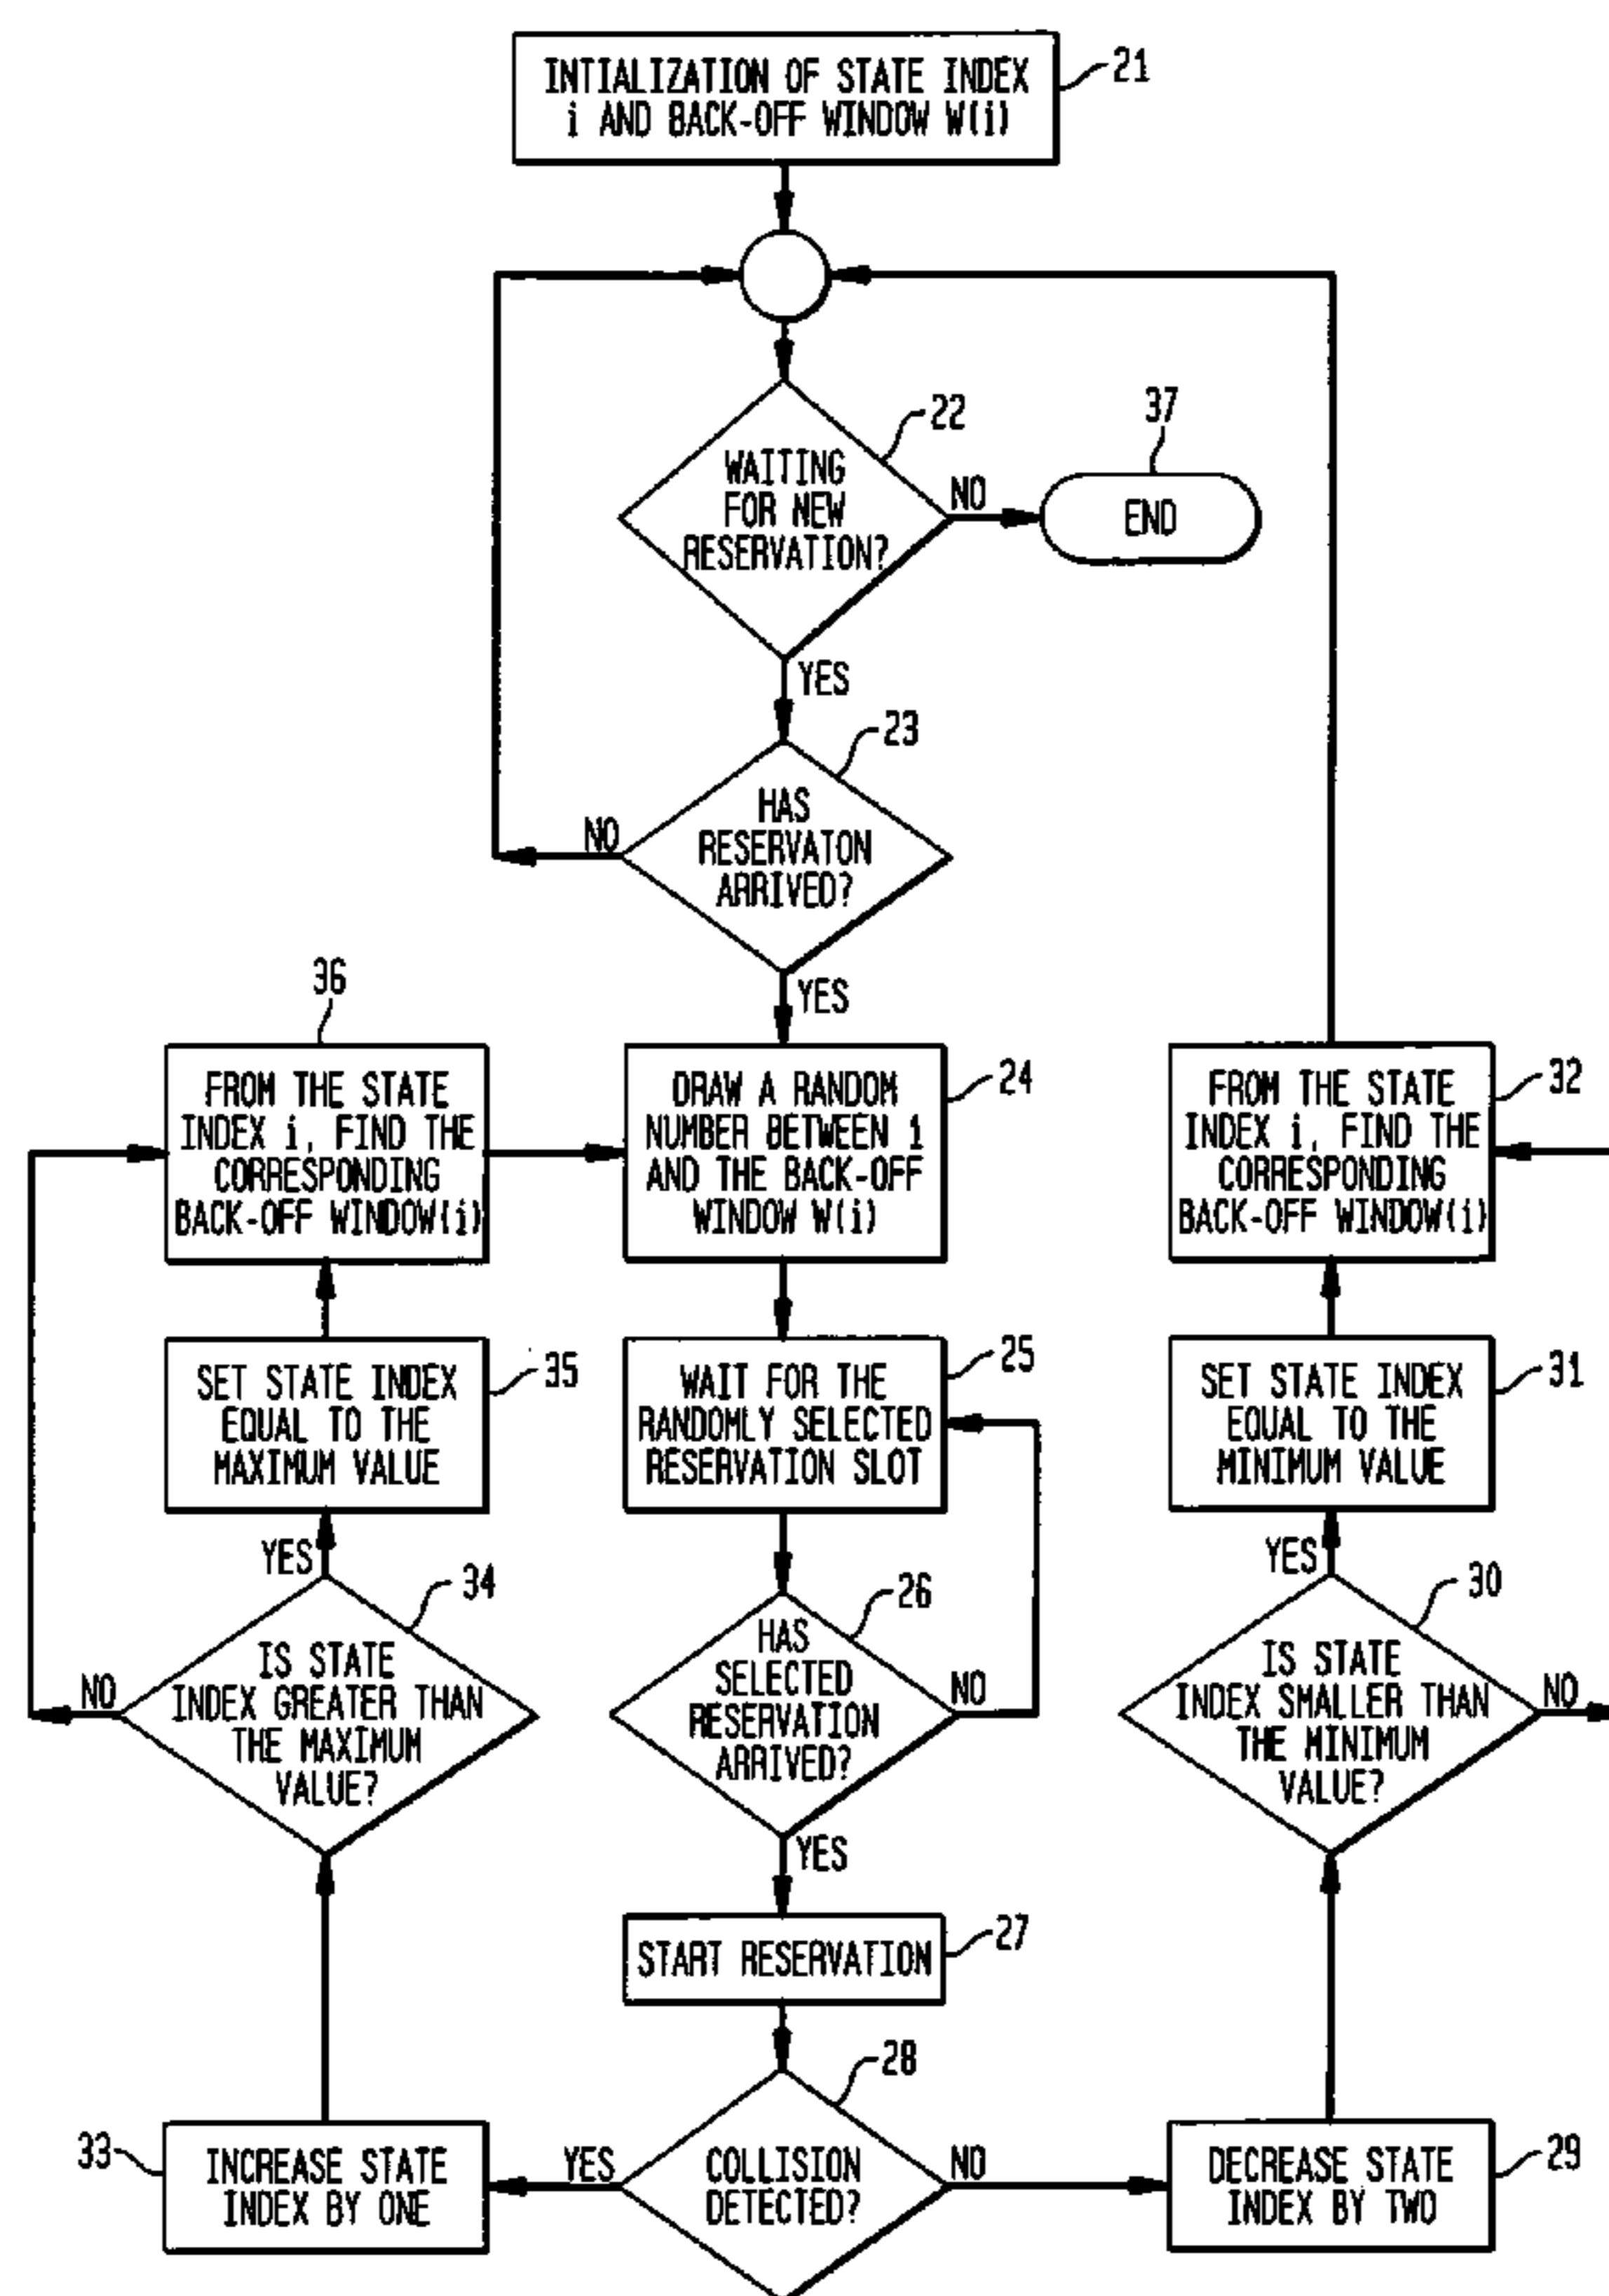 INTIALIZATION OF STATE INDEX
i AND BACK-OFF WINDOW W(i)
21
WAITING
FOR NEW
RESERVATION?
22
NO
37
END
YES
HAS
RESERVATON
ARRIVED?
23
NO
YES
36
FROM THE STATE
INDEX i, FIND THE
CORRESPONDING
BACK-OFF WINDOW(i)
DRAW A RANDOM
NUMBER BETWEEN 1
AND THE BACK-OFF
WINDOW W(i)
24
FROM THE STATE
INDEX i, FIND THE
CORRESPONDING
BACK-OFF WINDOW(i)
32
SET STATE INDEX
EQUAL TO THE
MAXIMUM VALUE
35
WAIT FOR THE
RANDOMLY SELECTED
RESERVATION SLOT
25
SET STATE INDEX
EQUAL TO THE
MINIMUM VALUE
31
YES
34
IS STATE
INDEX GREATER THAN
THE MAXIMUM
VALUE?
NO
26
HAS
SELECTED
RESERVATION
ARRIVED?
NO
YES
YES
30
IS STATE
INDEX SMALLER THAN
THE MINIMUM
VALUE?
NO
START RESERVATION
27
28
33
INCREASE STATE
INDEX BY ONE
YES
COLLISION
DETECTED?
NO
DECREASE STATE
INDEX BY TWO
29